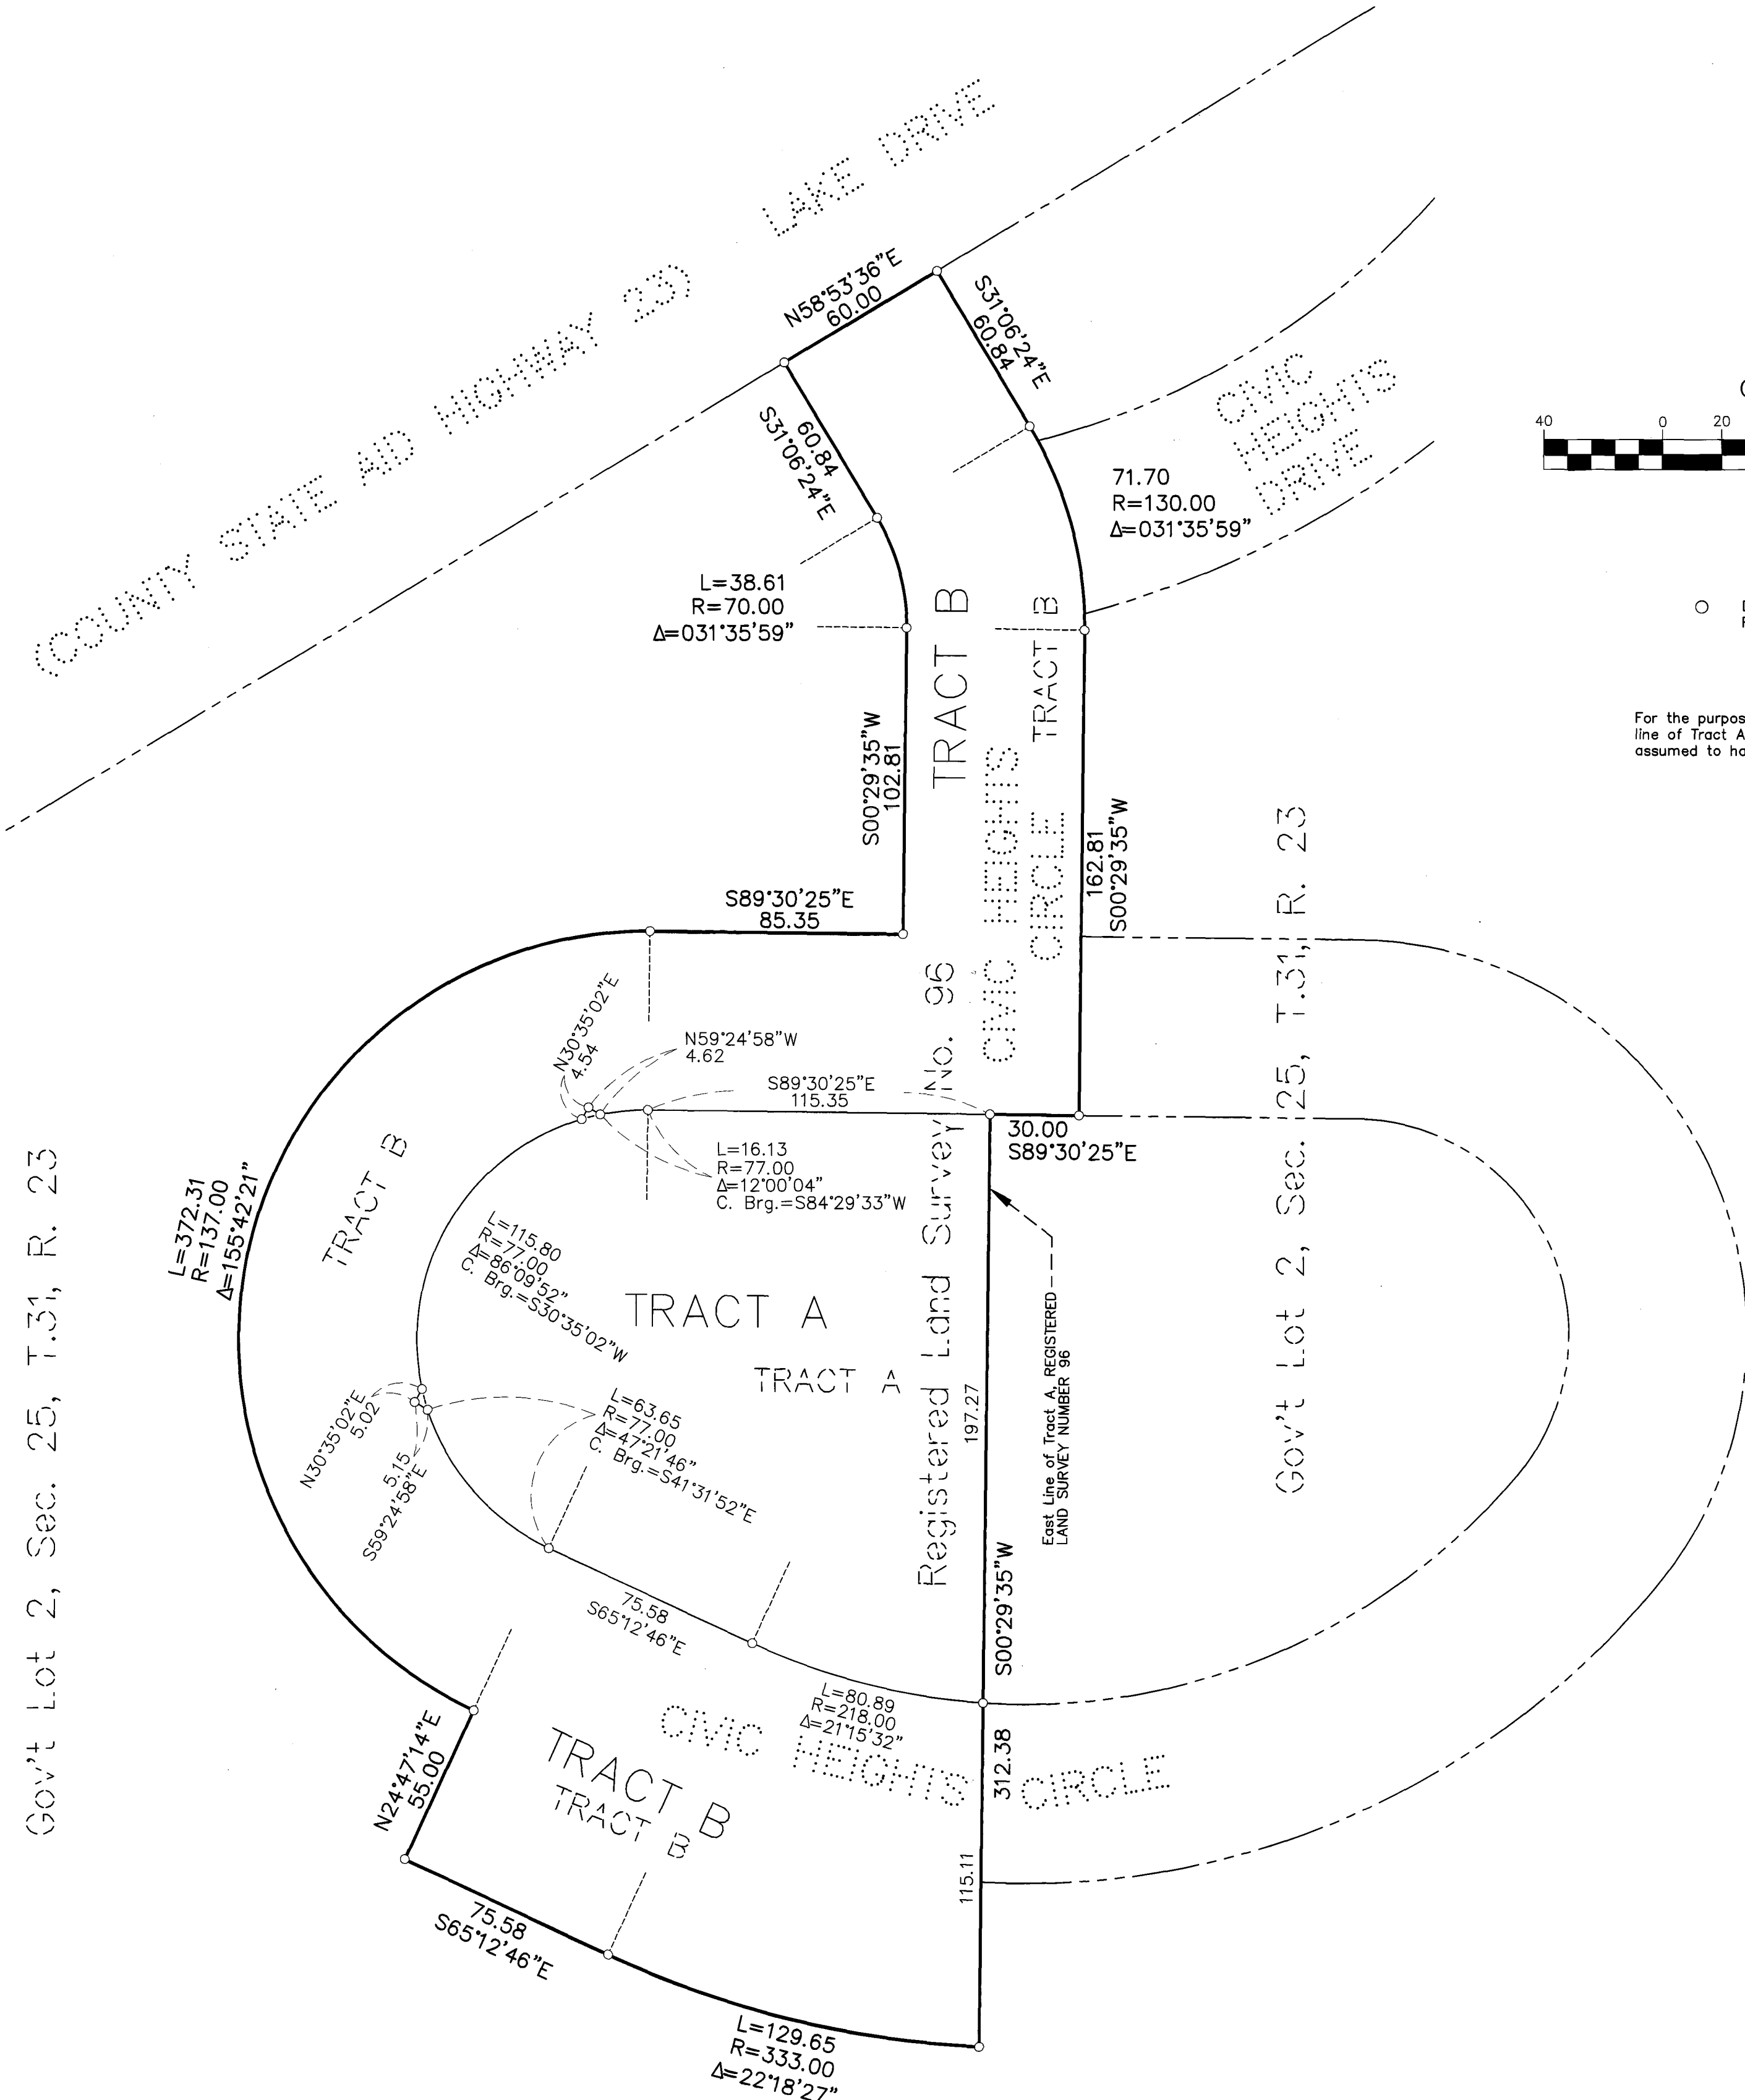 LAKE DRIVE
(COUNTY STATE AID HIGHWAY 23)
N58°53'36"E
60.00
S31°06'24"E
60.84
60.84
S31°06'24"E
CIVIC
HEIGHTS
DRIVE
40 0 20
71.70
R=130.00
Δ=031°35'59"
L=38.61
R=70.00
Δ=031°35'59"
TRACT B
TRACT B
CIVIC HEIGHTS
CIRCLE
For the purpos
line of Tract A
assumed to ha
S00°29'35"W
102.81
162.81
S00°29'35"W
S89°30'25"E
85.35
N30°35'02"E
4.54
N59°24'58"W
4.62
S89°30'25"E
115.35
30.00
S89°30'25"E
L=16.13
R=77.00
Δ=12°00'04"
C. Brg.=S84°29'33"W
Registered Land Survey No. 96
Gov't Lot 2, Sec. 25, T.31, R. 23
Gov't Lot 2, Sec. 25, T.31, R. 23
TRACT B
L=372.31
R=137.00
Δ=155°42'21"
L=115.80
R=77.00
Δ=86°09'52"
C. Brg.=S30°35'02"W
TRACT A
TRACT A
East Line of Tract A, REGISTERED
LAND SURVEY NUMBER 96
197.27
N30°35'02"E
5.02
5.15
S59°24'58"E
L=63.65
R=77.00
Δ=47°21'46"
C. Brg.=S41°31'52"E
75.58
S65°12'46"E
S00°29'35"W
312.38
L=80.89
R=218.00
Δ=21°15'32"
CIVIC HEIGHTS CIRCLE
N24°47'14"E
55.00
TRACT B
TRACT B
115.11
75.58
S65°12'46"E
L=129.65
R=333.00
Δ=22°18'27"